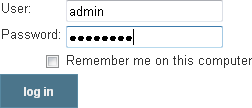 User: admin
Password: ●●●●●●●●
Remember me on this computer
log in